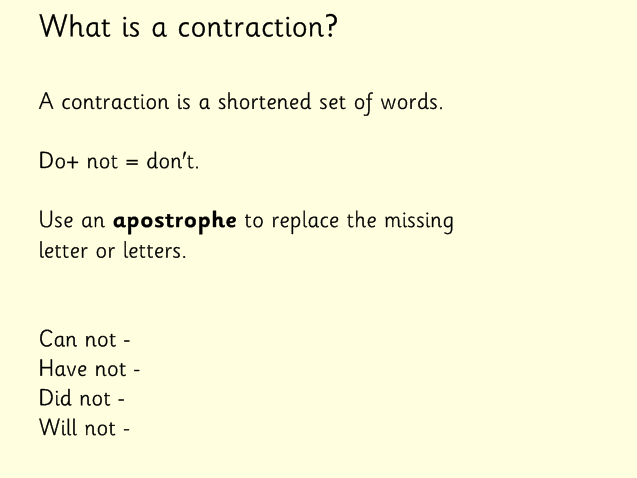 What is a contraction?
A contraction is a shortened set of words.
Do+ not = don't.
Use an apostrophe to replace the missing
letter or letters.
Can not -
Have not -
Did not -
Will not -